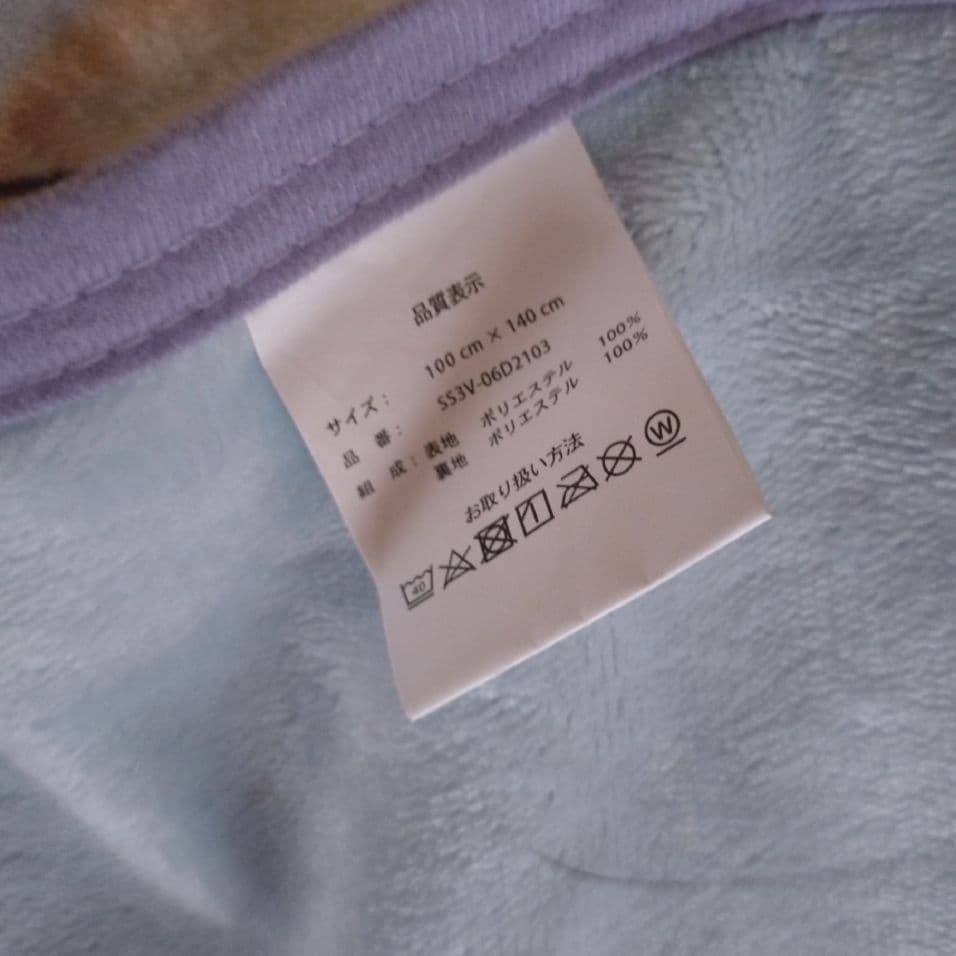 品質表示
サイズ： 100 cm × 140 cm
品 番： SS3V-06D2103
組 成：表地 ポリエステル 100%
裏地 ポリエステル 100%
お取り扱い方法
40 W